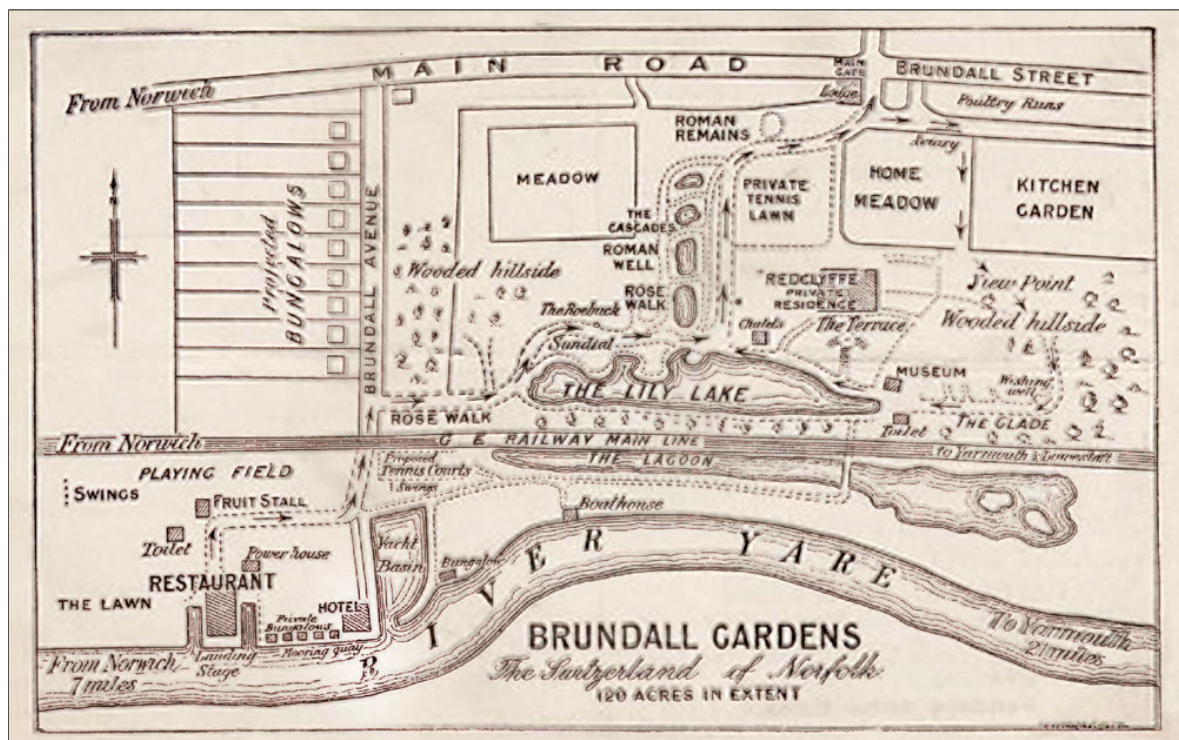 MAIN ROAD
From Norwich
MAIN
GATE
BRUNDALL STREET
Lodge
Poultry Runs
Aviary
ROMAN
REMAINS
MEADOW
PRIVATE
TENNIS
LAWN
HOME
MEADOW
KITCHEN
GARDEN
Projected
BUNGALOWS
BRUNDALL AVENUE
N
THE
CASCADES
ROMAN
WELL
ROSE
WALK
Wooded hillside
REDCLYFFE
PRIVATE
RESIDENCE
View Point
Wooded hillside
The Roebuck
Sundial
Chalets
The Terrace
MUSEUM
Wishing
well
THE LILY LAKE
ROSE WALK
Toilet
THE GLADE
From Norwich
G E RAILWAY MAIN LINE
To Yarmouth & Lowestoft
PLAYING FIELD
Proposed
Tennis Courts
Swings
THE LAGOON
SWINGS
FRUIT STALL
Boathouse
Toilet
Power house
Yacht
Basin
Bungalow
RIVER YARE
RESTAURANT
THE LAWN
HOTEL
Private
Bungalows
Mooring quay
Landing
Stage
From Norwich
7 miles
To Yarmouth
21 miles
BRUNDALL GARDENS
The Switzerland of Norfolk
120 ACRES IN EXTENT